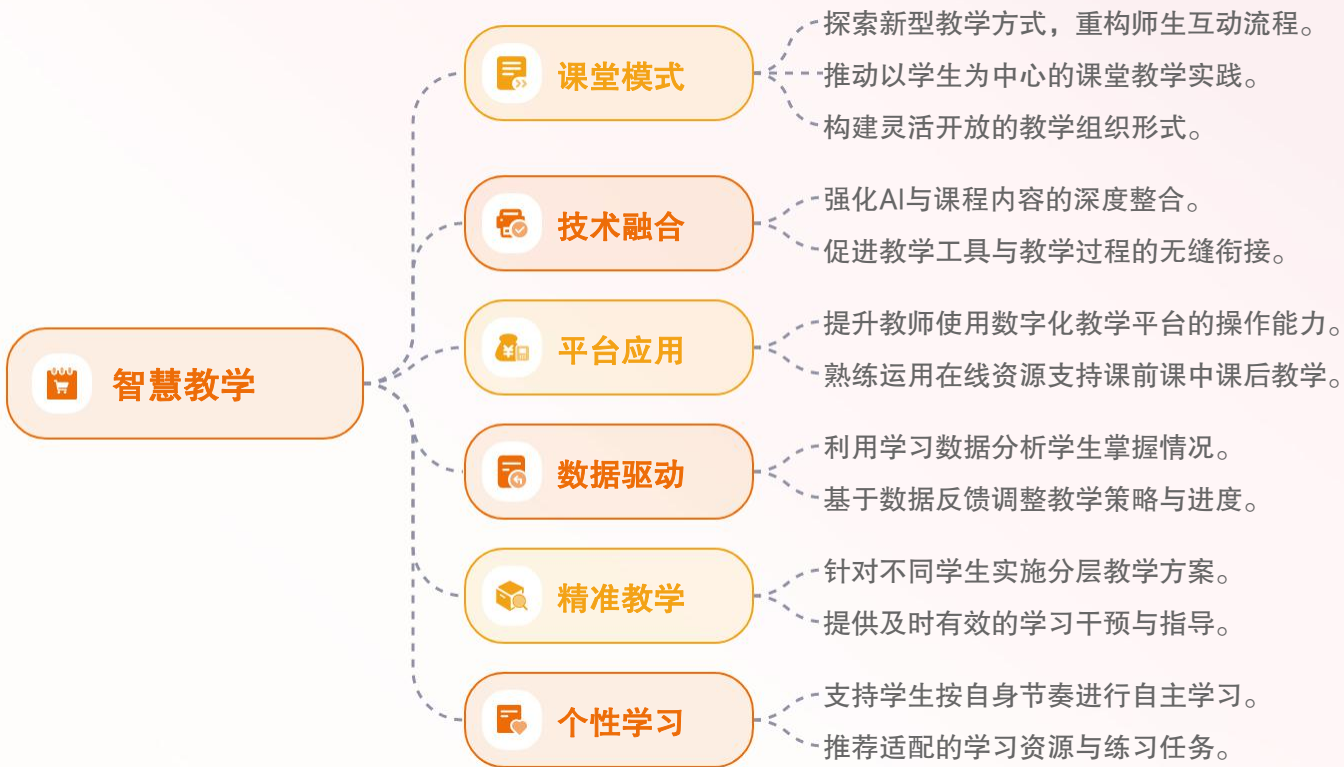 智慧教学
课堂模式
探索新型教学方式，重构师生互动流程。
推动以学生为中心的课堂教学实践。
构建灵活开放的教学组织形式。
技术融合
强化AI与课程内容的深度整合。
促进教学工具与教学过程的无缝衔接。
平台应用
提升教师使用数字化教学平台的操作能力。
熟练运用在线资源支持课前课中课后教学。
数据驱动
利用学习数据分析学生掌握情况。
基于数据反馈调整教学策略与进度。
精准教学
针对不同学生实施分层教学方案。
提供及时有效的学习干预与指导。
个性学习
支持学生按自身节奏进行自主学习。
推荐适配的学习资源与练习任务。